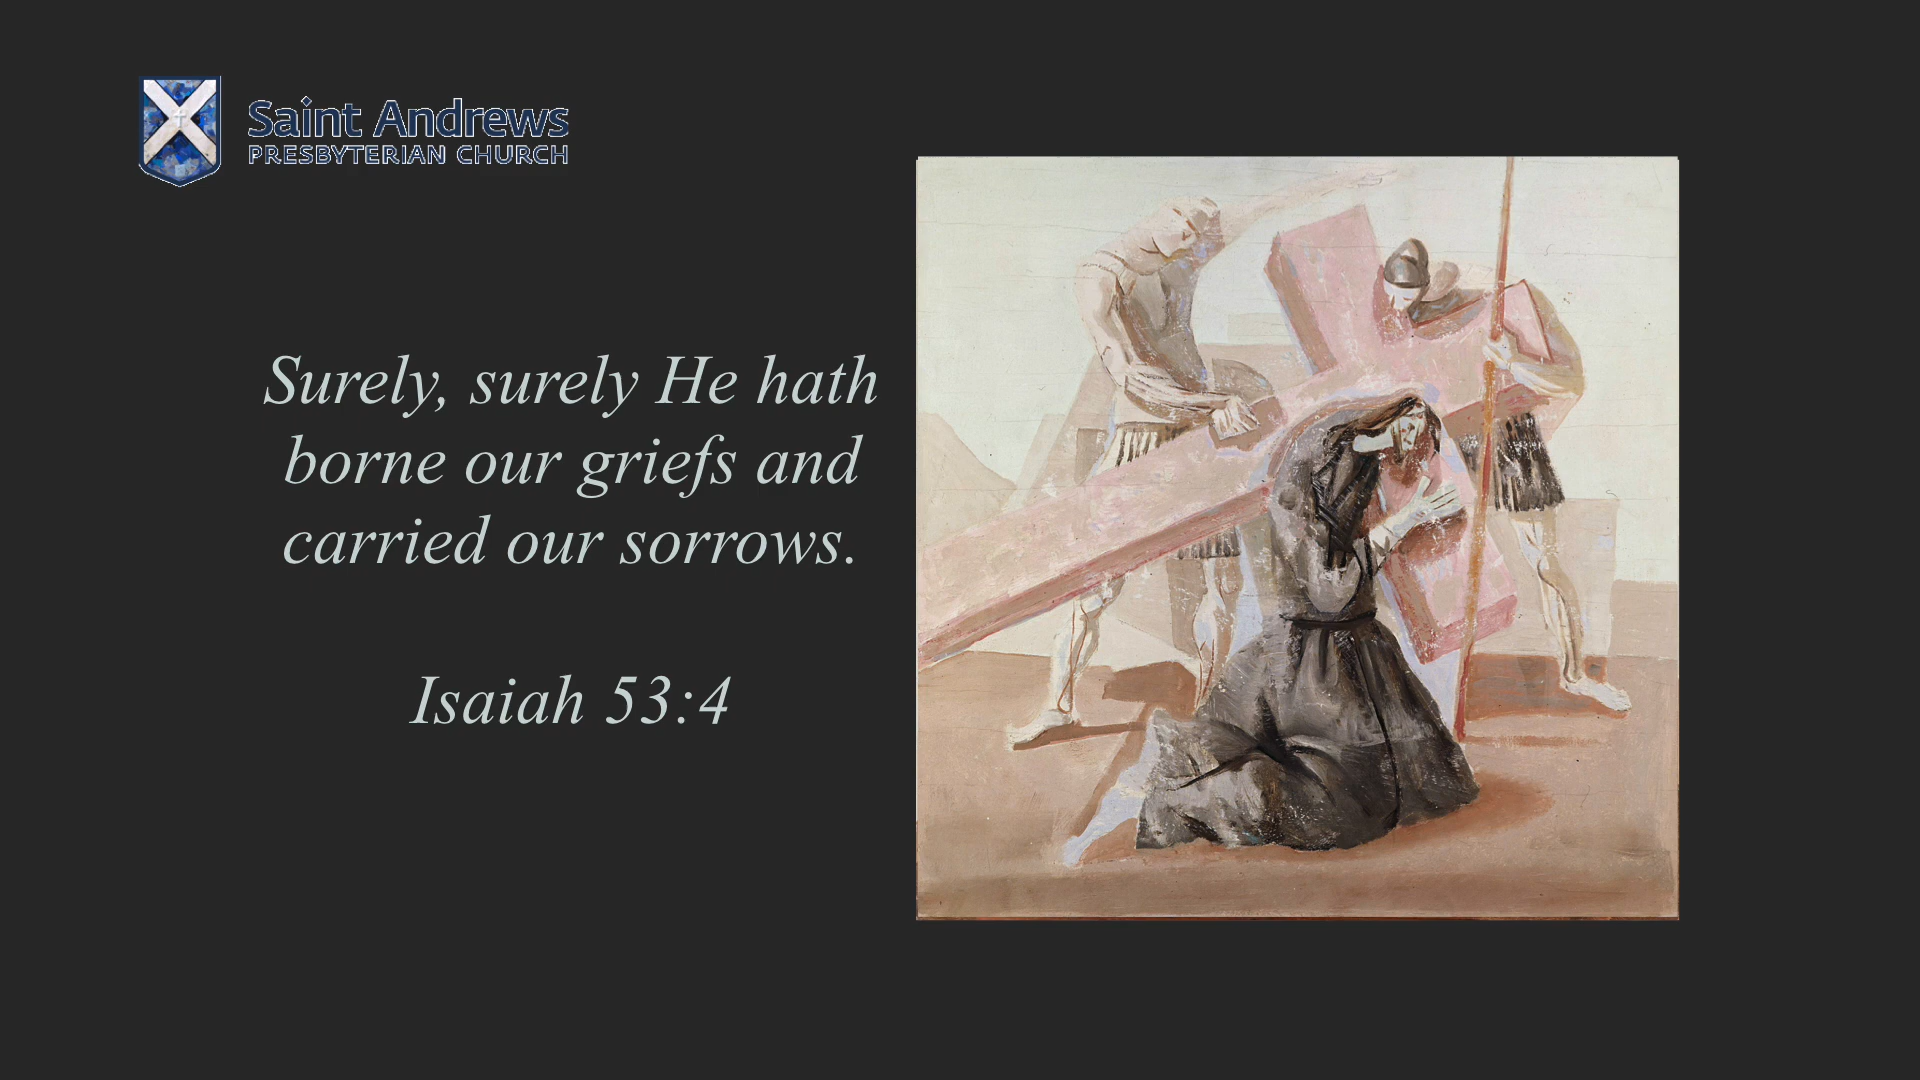 Saint Andrews
PRESBYTERIAN CHURCH
Surely, surely He hath
borne our griefs and
carried our sorrows.
Isaiah 53:4